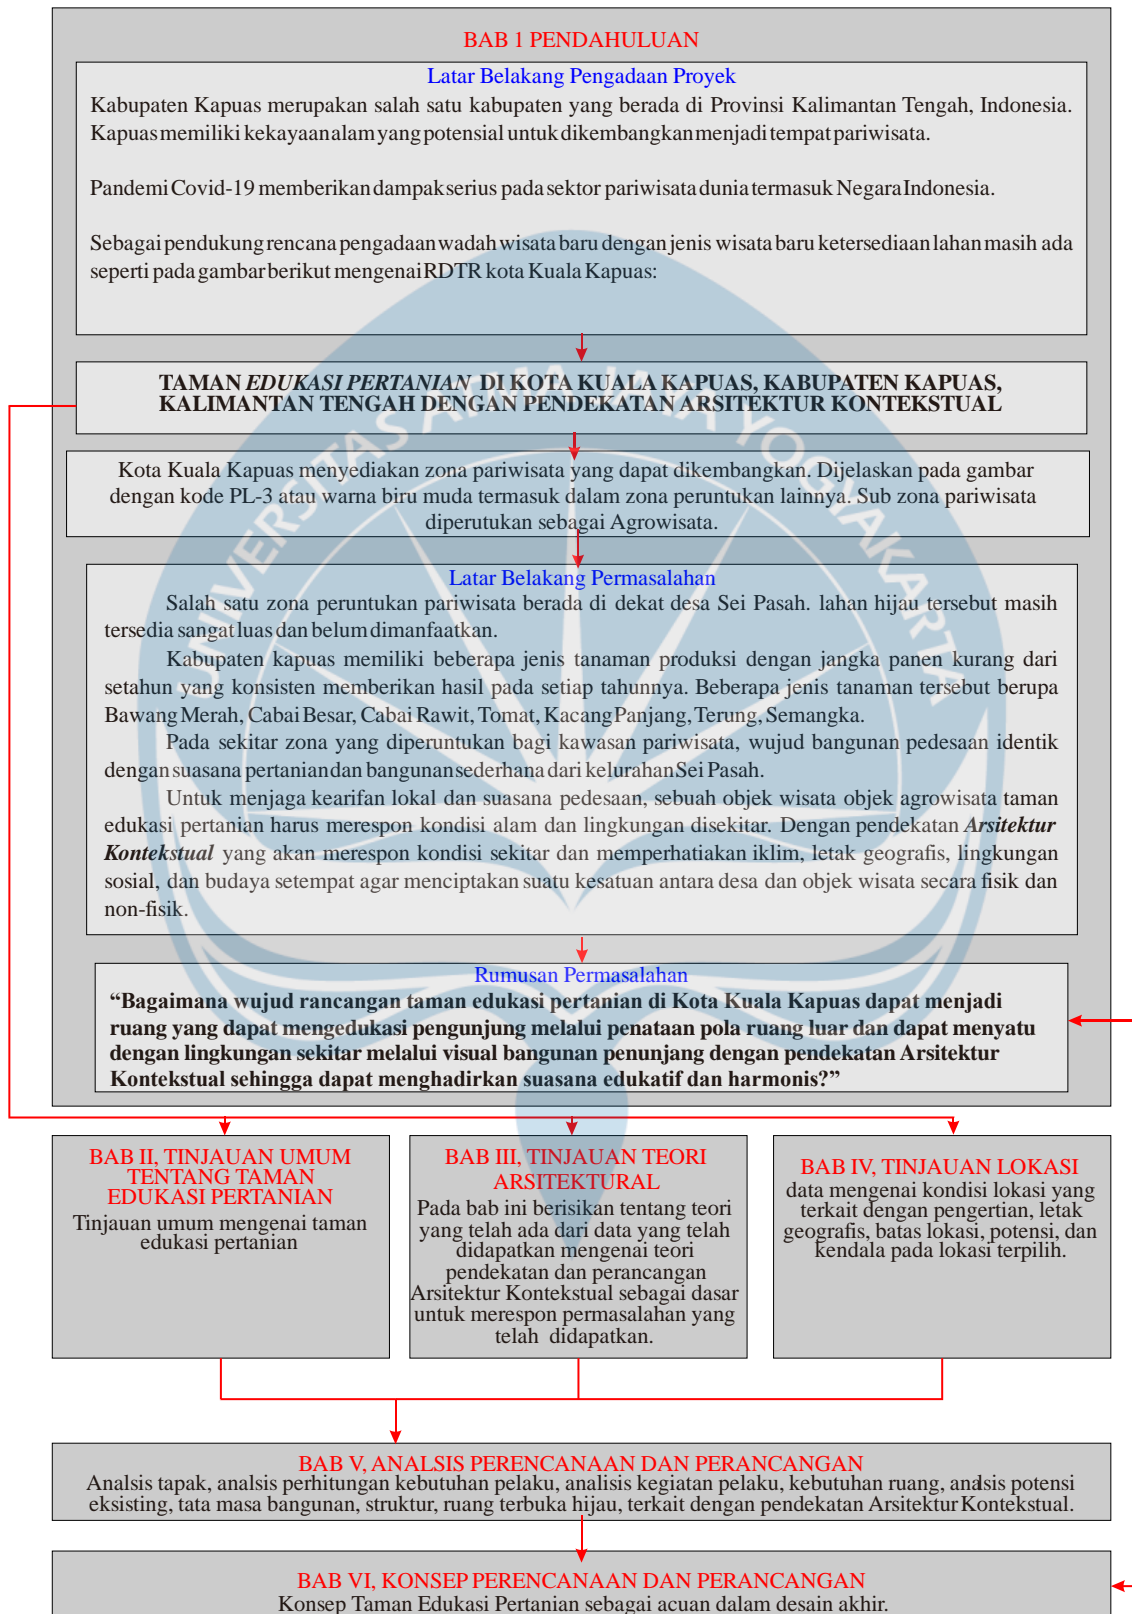 BAB 1 PENDAHULUAN
Latar Belakang Pengadaan Proyek
Kabupaten Kapuas merupakan salah satu kabupaten yang berada di Provinsi Kalimantan Tengah, Indonesia.
Kapuas memiliki kekayaan alam yang potensial untuk dikembangkan menjadi tempat pariwisata.
Pandemi Covid-19 memberikan dampak serius pada sektor pariwisata dunia termasuk Negara Indonesia.
Sebagai pendukung rencana pengadaan wadah wisata baru dengan jenis wisata baru ketersediaan lahan masih ada
seperti pada gambar berikut mengenai RDTR kota Kuala Kapuas:
TAMAN EDUKASI PERTANIAN DI KOTA KUALA KAPUAS, KABUPATEN KAPUAS,
KALIMANTAN TENGAH DENGAN PENDEKATAN ARSITEKTUR KONTEKSTUAL
Kota Kuala Kapuas menyediakan zona pariwisata yang dapat dikembangkan. Dijelaskan pada gambar
dengan kode PL-3 atau warna biru muda termasuk dalam zona peruntukan lainnya. Sub zona pariwisata
diperutukan sebagai Agrowisata.
Latar Belakang Permasalahan
Salah satu zona peruntukan pariwisata berada di dekat desa Sei Pasah. lahan hijau tersebut masih
tersedia sangat luas dan belum dimanfaatkan.
Kabupaten kapuas memiliki beberapa jenis tanaman produksi dengan jangka panen kurang dari
setahun yang konsisten memberikan hasil pada setiap tahunnya. Beberapa jenis tanaman tersebut berupa
Bawang Merah, Cabai Besar, Cabai Rawit, Tomat, Kacang Panjang, Terung, Semangka.
Pada sekitar zona yang diperuntukan bagi kawasan pariwisata, wujud bangunan pedesaan identik
dengan suasana pertanian dan bangunan sederhana dari kelurahan Sei Pasah.
Untuk menjaga kearifan lokal dan suasana pedesaan, sebuah objek wisata objek agrowisata taman
edukasi pertanian harus merespon kondisi alam dan lingkungan disekitar. Dengan pendekatan Arsitektur
Kontekstual yang akan merespon kondisi sekitar dan memperhatiakan iklim, letak geografis, lingkungan
sosial, dan budaya setempat agar menciptakan suatu kesatuan antara desa dan objek wisata secara fisik dan
non-fisik.
Rumusan Permasalahan
“Bagaimana wujud rancangan taman edukasi pertanian di Kota Kuala Kapuas dapat menjadi
ruang yang dapat mengedukasi pengunjung melalui penataan pola ruang luar dan dapat menyatu
dengan lingkungan sekitar melalui visual bangunan penunjang dengan pendekatan Arsitektur
Kontekstual sehingga dapat menghadirkan suasana edukatif dan harmonis?”
UNIVERSITAS ATMA JAYA YOGYAKARTA
BAB II, TINJAUAN UMUM
TENTANG TAMAN
EDUKASI PERTANIAN
Tinjauan umum mengenai taman
edukasi pertanian
BAB III, TINJAUAN TEORI
ARSITEKTURAL
Pada bab ini berisikan tentang teori
yang telah ada dari data yang telah
didapatkan mengenai teori
pendekatan dan perancangan
Arsitektur Kontekstual sebagai dasar
untuk merespon permasalahan yang
telah didapatkan.
BAB IV, TINJAUAN LOKASI
data mengenai kondisi lokasi yang
terkait dengan pengertian, letak
geografis, batas lokasi, potensi, dan
kendala pada lokasi terpilih.
BAB V, ANALSIS PERENCANAAN DAN PERANCANGAN
Analsis tapak, analsis perhitungan kebutuhan pelaku, analisis kegiatan pelaku, kebutuhan ruang, analsis potensi
eksisting, tata masa bangunan, struktur, ruang terbuka hijau, terkait dengan pendekatan Arsitektur Kontekstual.
BAB VI, KONSEP PERENCANAAN DAN PERANCANGAN
Konsep Taman Edukasi Pertanian sebagai acuan dalam desain akhir.